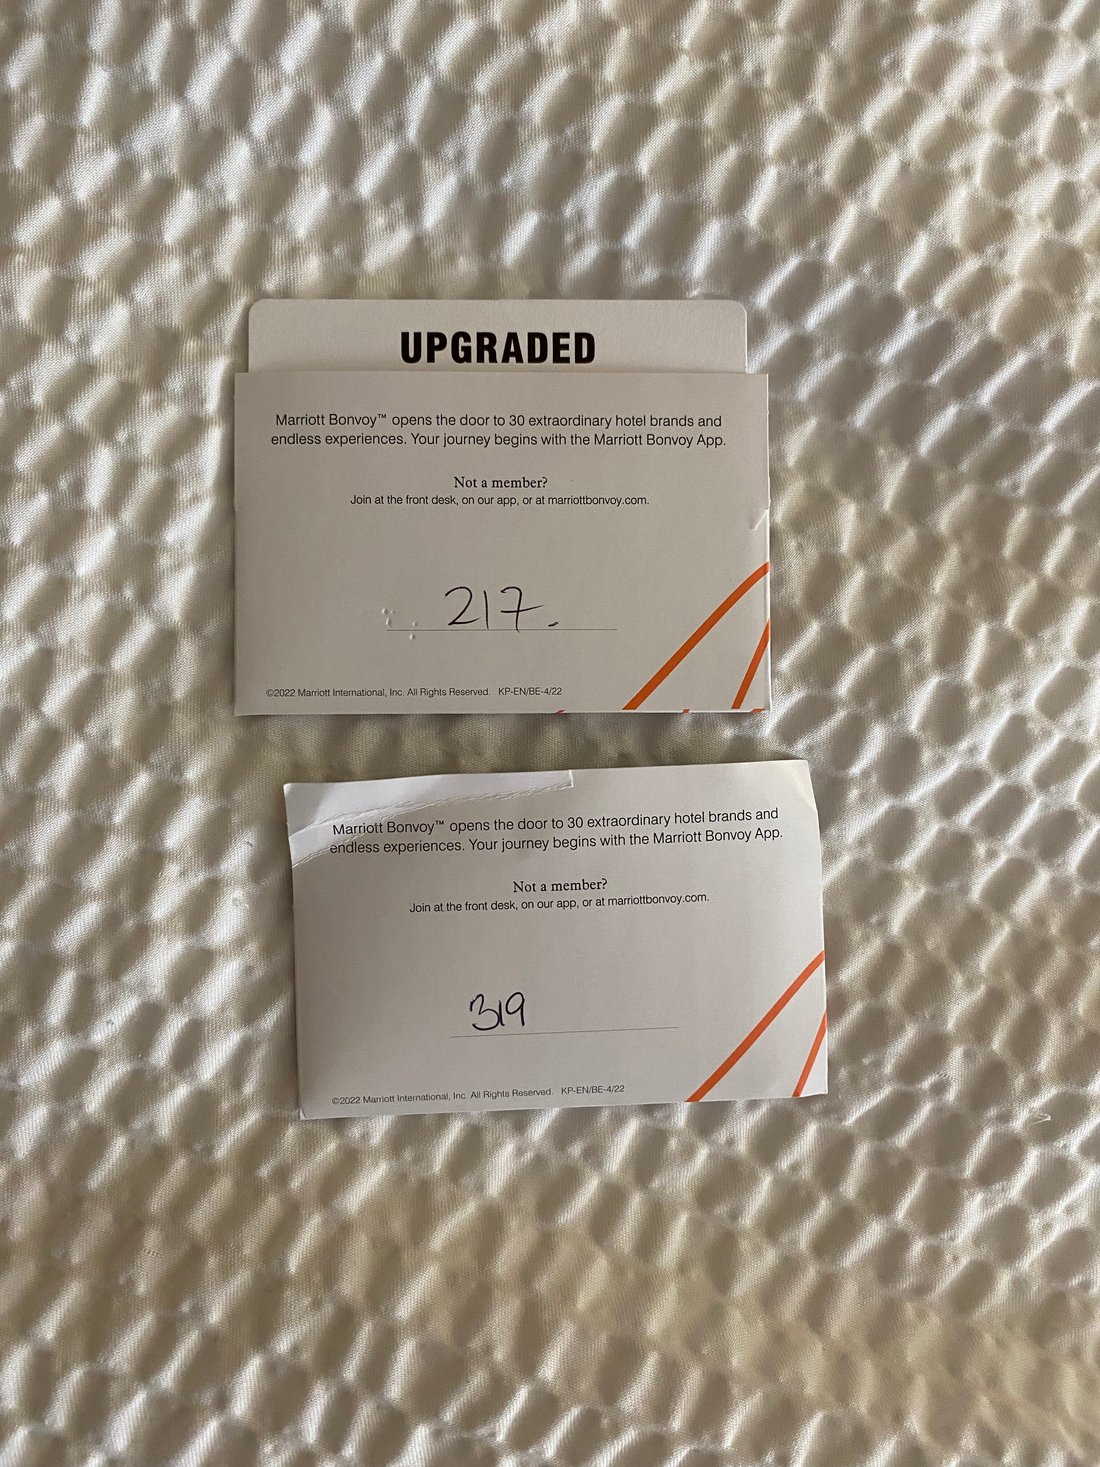 UPGRADED
Marriott Bonvoy™ opens the door to 30 extraordinary hotel brands and
endless experiences. Your journey begins with the Marriott Bonvoy App.
Not a member?
Join at the front desk, on our app, or at marriottbonvoy.com.
217.
©2022 Marriott International, Inc. All Rights Reserved. KP-EN/BE-4/22
Marriott Bonvoy™ opens the door to 30 extraordinary hotel brands and
endless experiences. Your journey begins with the Marriott Bonvoy App.
Not a member?
Join at the front desk, on our app, or at marriottbonvoy.com.
319
©2022 Marriott International, Inc. All Rights Reserved. KP-EN/BE-4/22